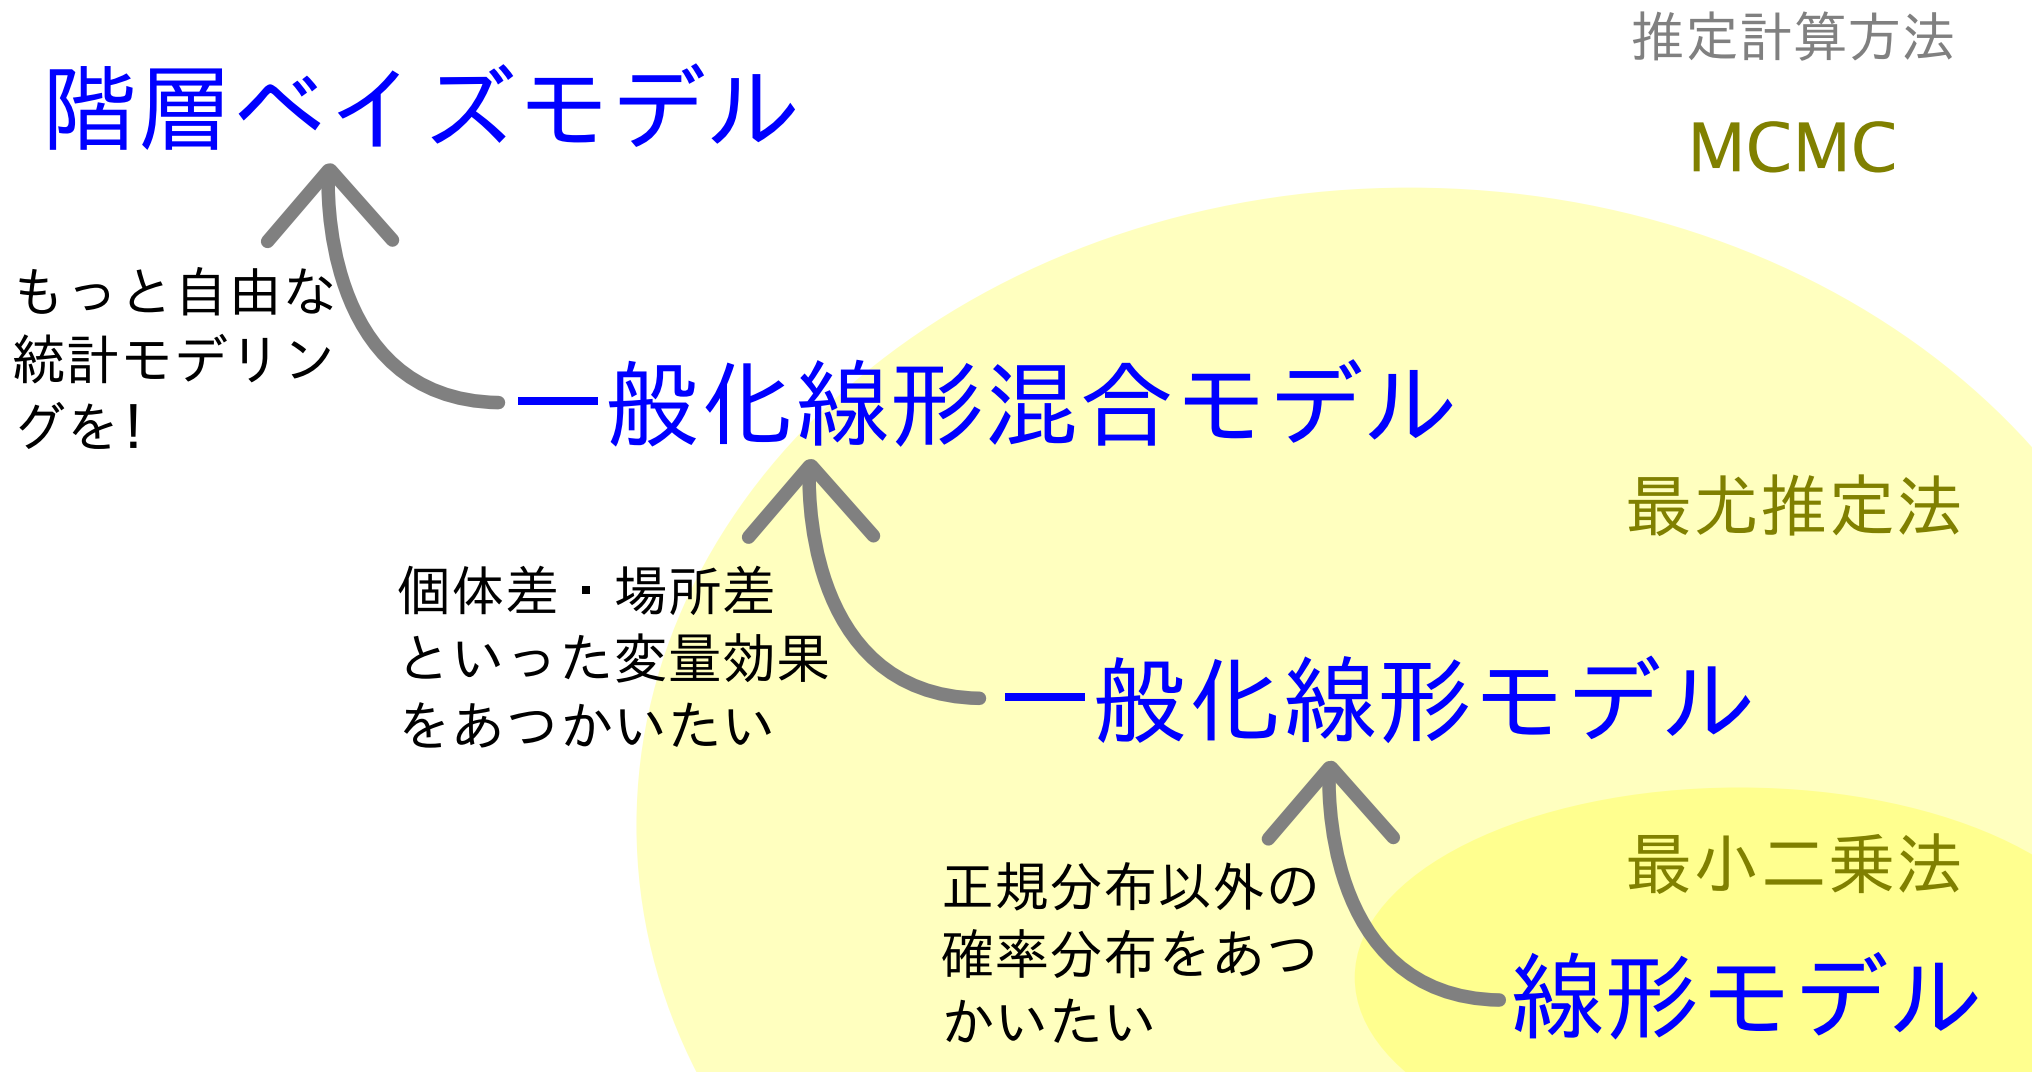 推定計算方法
階層ベイズモデル
MCMC
もっと自由な
統計モデリン
グを!
一般化線形混合モデル
最尤推定法
個体差・場所差
といった変量効果
をあつかいたい
一般化線形モデル
最小二乗法
正規分布以外の
確率分布をあつ
かいたい
線形モデル